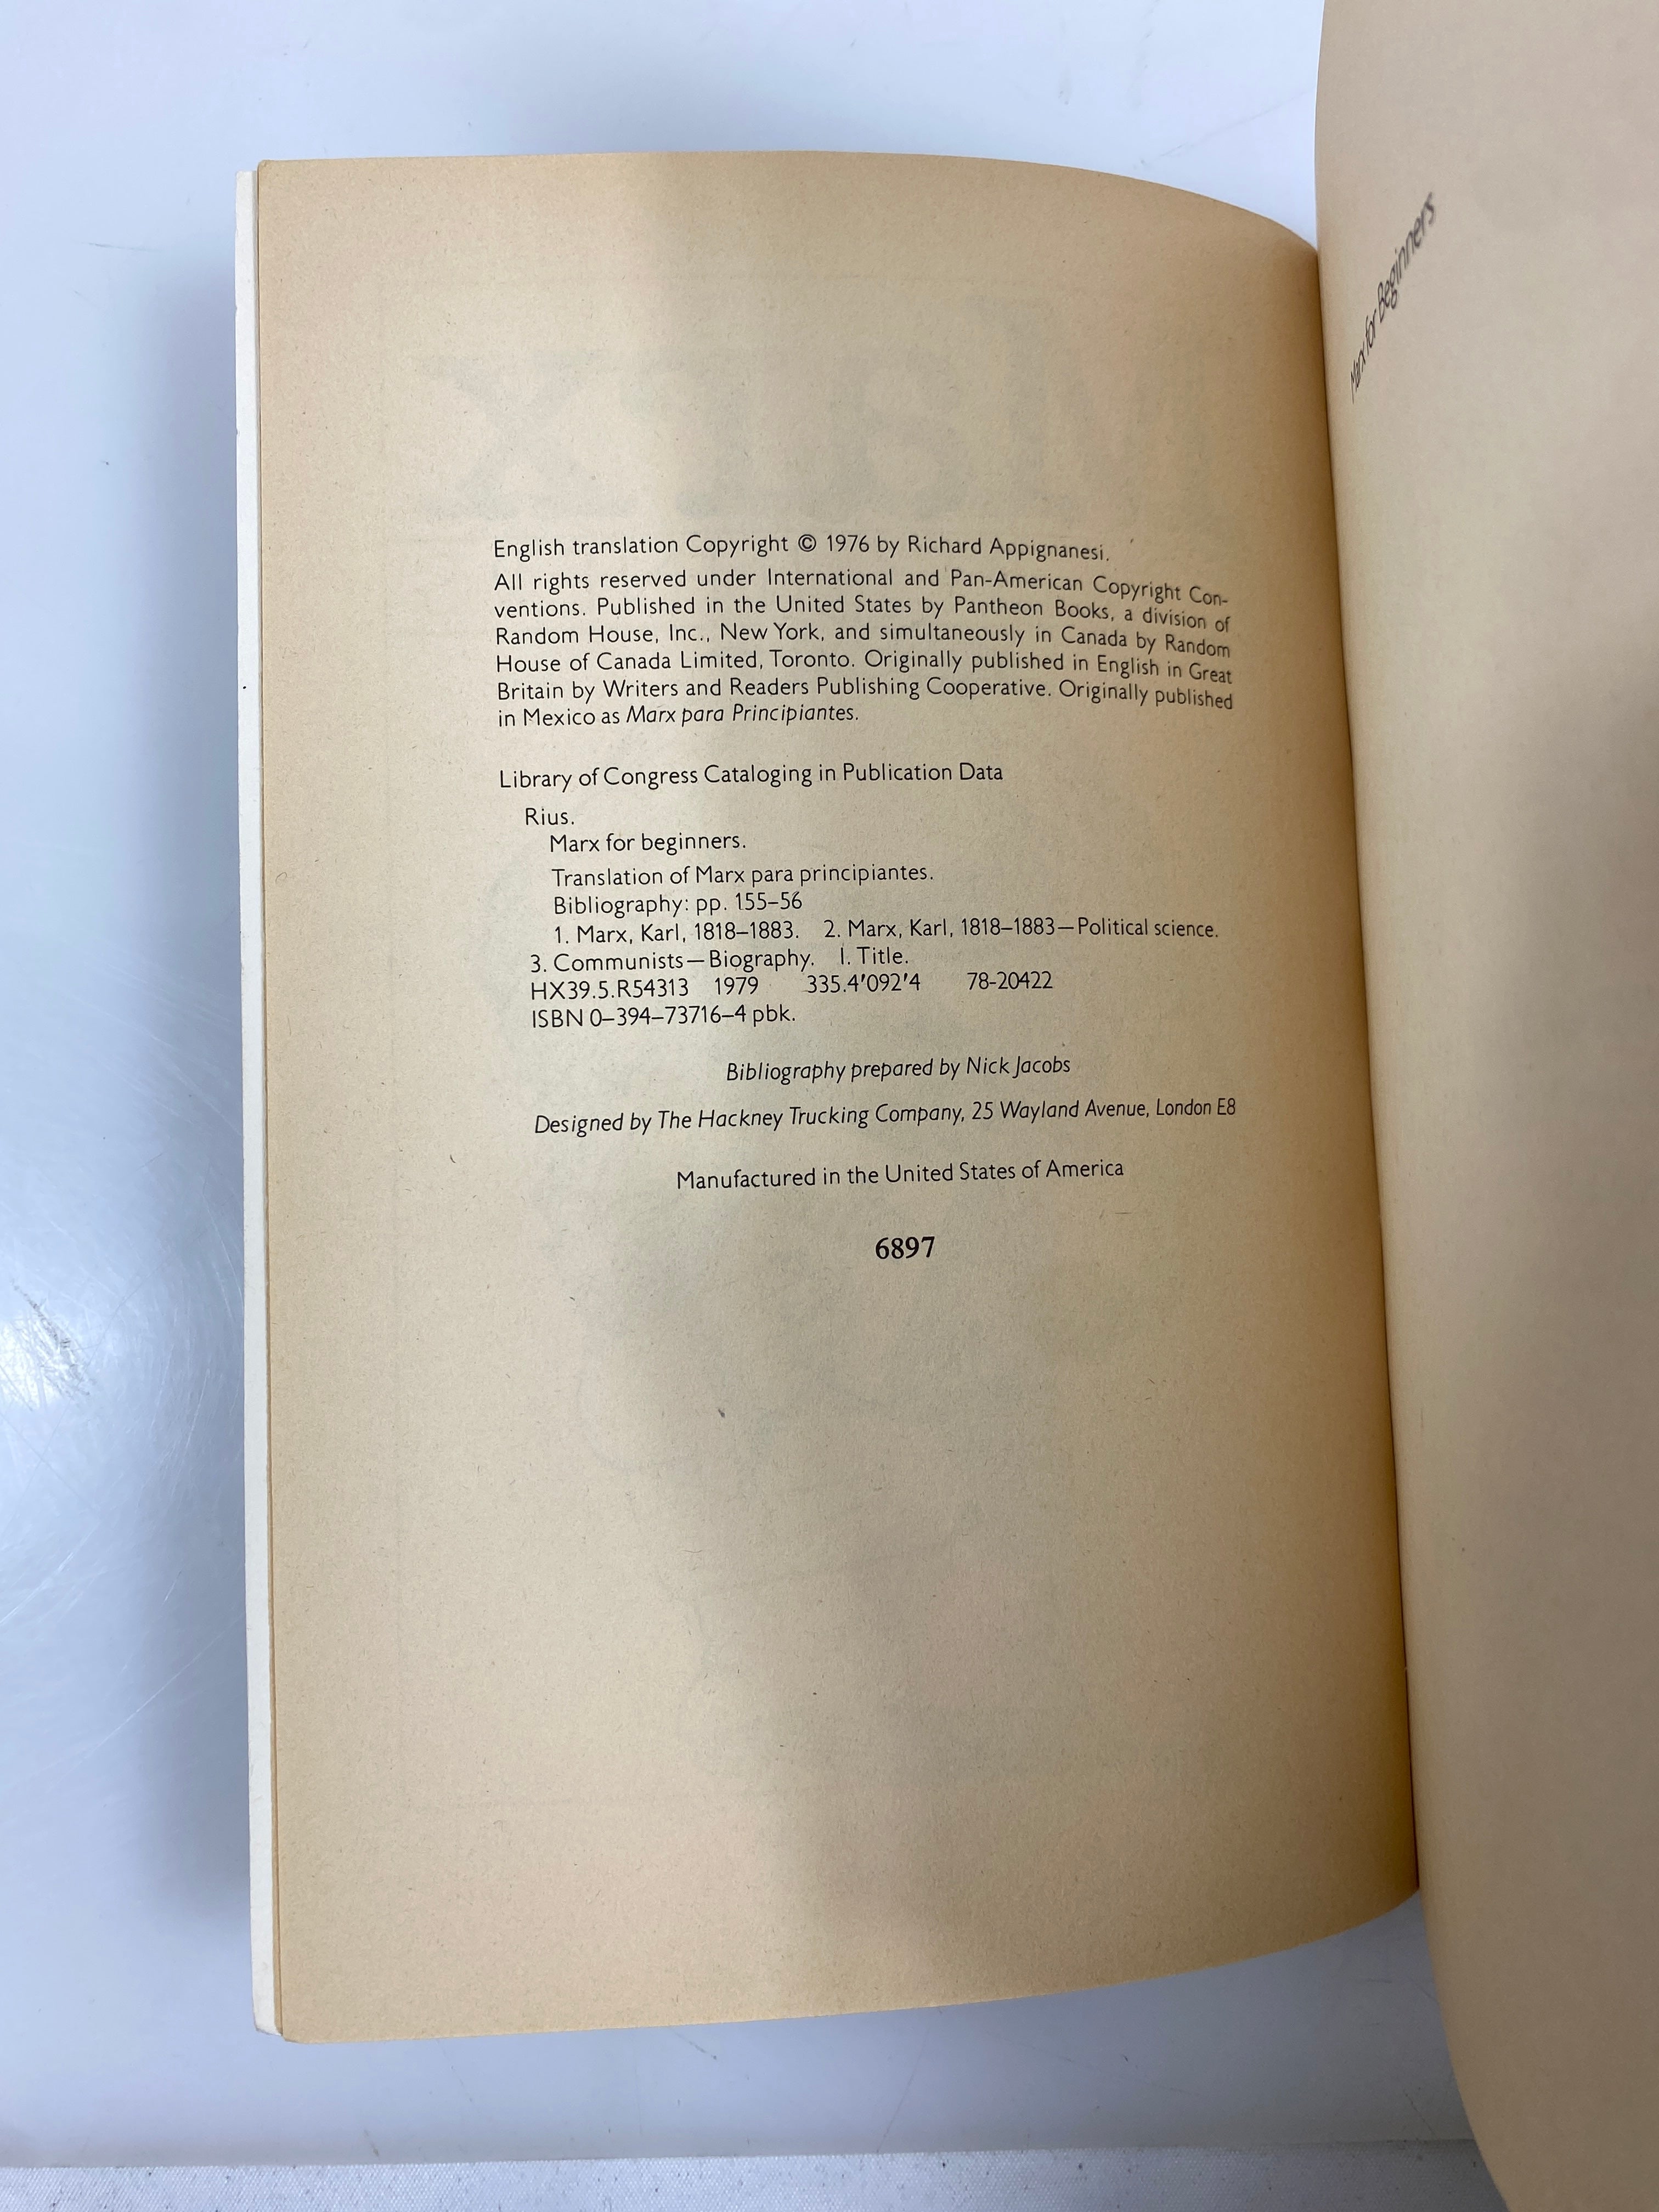 English translation Copyright © 1976 by Richard Appignanesi.
All rights reserved under International and Pan-American Copyright Con-
ventions. Published in the United States by Pantheon Books, a division of
Random House, Inc., New York, and simultaneously in Canada by Random
House of Canada Limited, Toronto. Originally published in English in Great
Britain by Writers and Readers Publishing Cooperative. Originally published
in Mexico as Marx para Principiantes.
Library of Congress Cataloging in Publication Data
Rius.
Marx for beginners.
Translation of Marx para principiantes.
Bibliography: pp. 155–56
1. Marx, Karl, 1818–1883. 2. Marx, Karl, 1818–1883—Political science.
3. Communists—Biography. I. Title.
HX39.5.R54313 1979 335.4'092'4 78-20422
ISBN 0–394–73716–4 pbk.
Bibliography prepared by Nick Jacobs
Designed by The Hackney Trucking Company, 25 Wayland Avenue, London E8
Manufactured in the United States of America
6897
Marx for Beginners